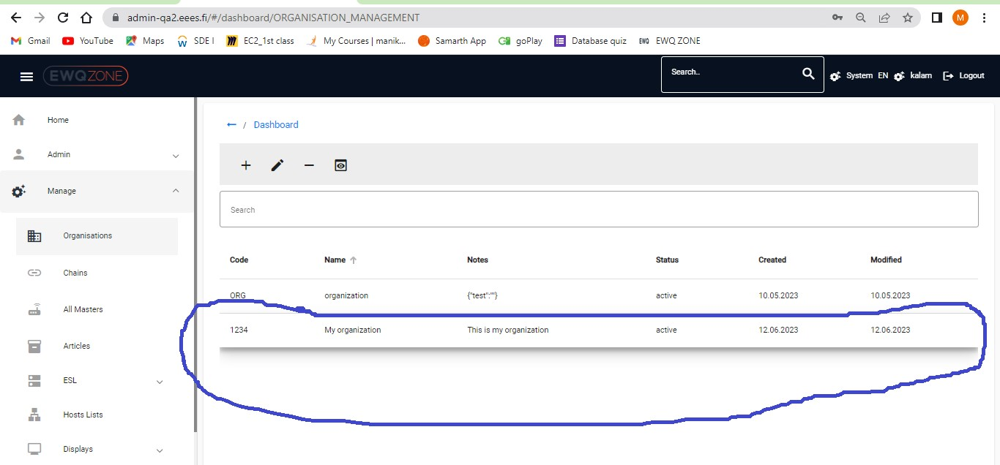 admin-qa2.eees.fi/#/dashboard/ORGANISATION_MANAGEMENT
M
Gmail YouTube Maps SDE I EC2_1st class My Courses | manik... Samarth App goPlay Database quiz EWQ EWQ ZONE
EWQZONE Search.. System EN kalam Logout
Home
Admin
Manage
Organisations
Chains
All Masters
Articles
ESL
Hosts Lists
Displays
← / Dashboard
Search
Code Name Notes Status Created Modified
ORG organization {"test":""} active 10.05.2023 10.05.2023
1234 My organization This is my organization active 12.06.2023 12.06.2023